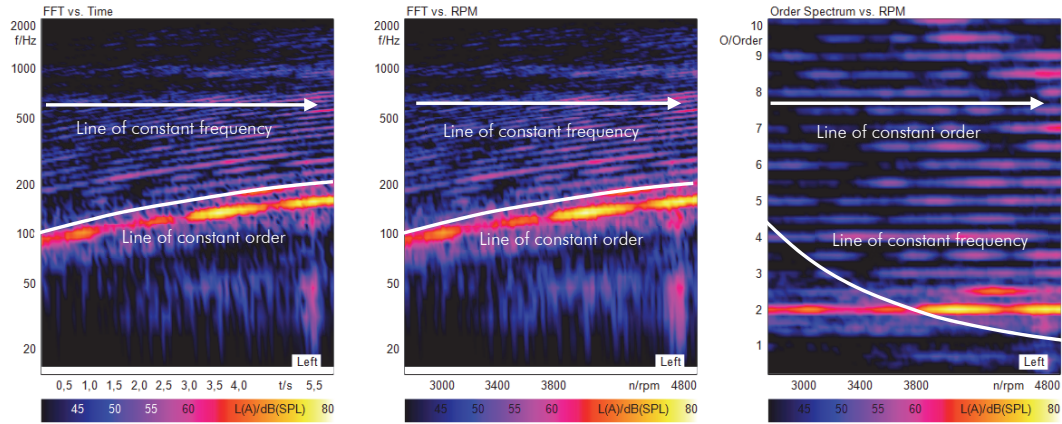 FFT vs. Time
2000
f/Hz
1000
500
200
100
50
20
Line of constant frequency
Line of constant order
Left
0,5 1,0 1,5 2,0 2,5 3,0 3,5 4,0 t/s 5,5
45 50 55 60 L(A)/dB(SPL) 80
FFT vs. RPM
2000
f/Hz
1000
500
200
100
50
20
Line of constant frequency
Line of constant order
Left
3000 3400 3800 n/rpm 4800
45 50 55 60 L(A)/dB(SPL) 80
Order Spectrum vs. RPM
10
O/Order
9
8
7
6
5
4
3
2
1
Line of constant order
Line of constant frequency
Left
3000 3400 3800 n/rpm 4800
45 50 55 60 L(A)/dB(SPL) 80